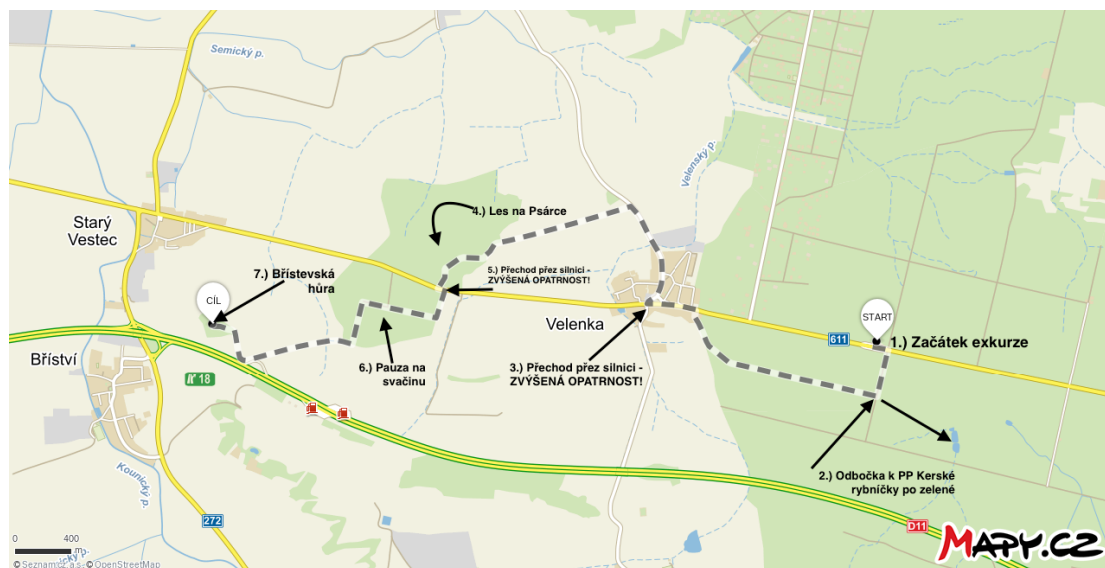 Semický p.
Velenský p.
Starý
Vestec
4.) Les na Psárce
7.) Břístevská
hůra
5.) Přechod přez silnici -
ZVÝŠENÁ OPATRNOST!
CÍL
START
611
1.) Začátek exkurze
Velenka
Bříství
18
6.) Pauza na
svačinu
3.) Přechod přez silnici -
ZVÝŠENÁ OPATRNOST!
2.) Odbočka k PP Kerské
rybníčky po zelené
Kounický p.
272
D11
0 400
m
MAPY.CZ
© Seznam.cz, a.s., © OpenStreetMap